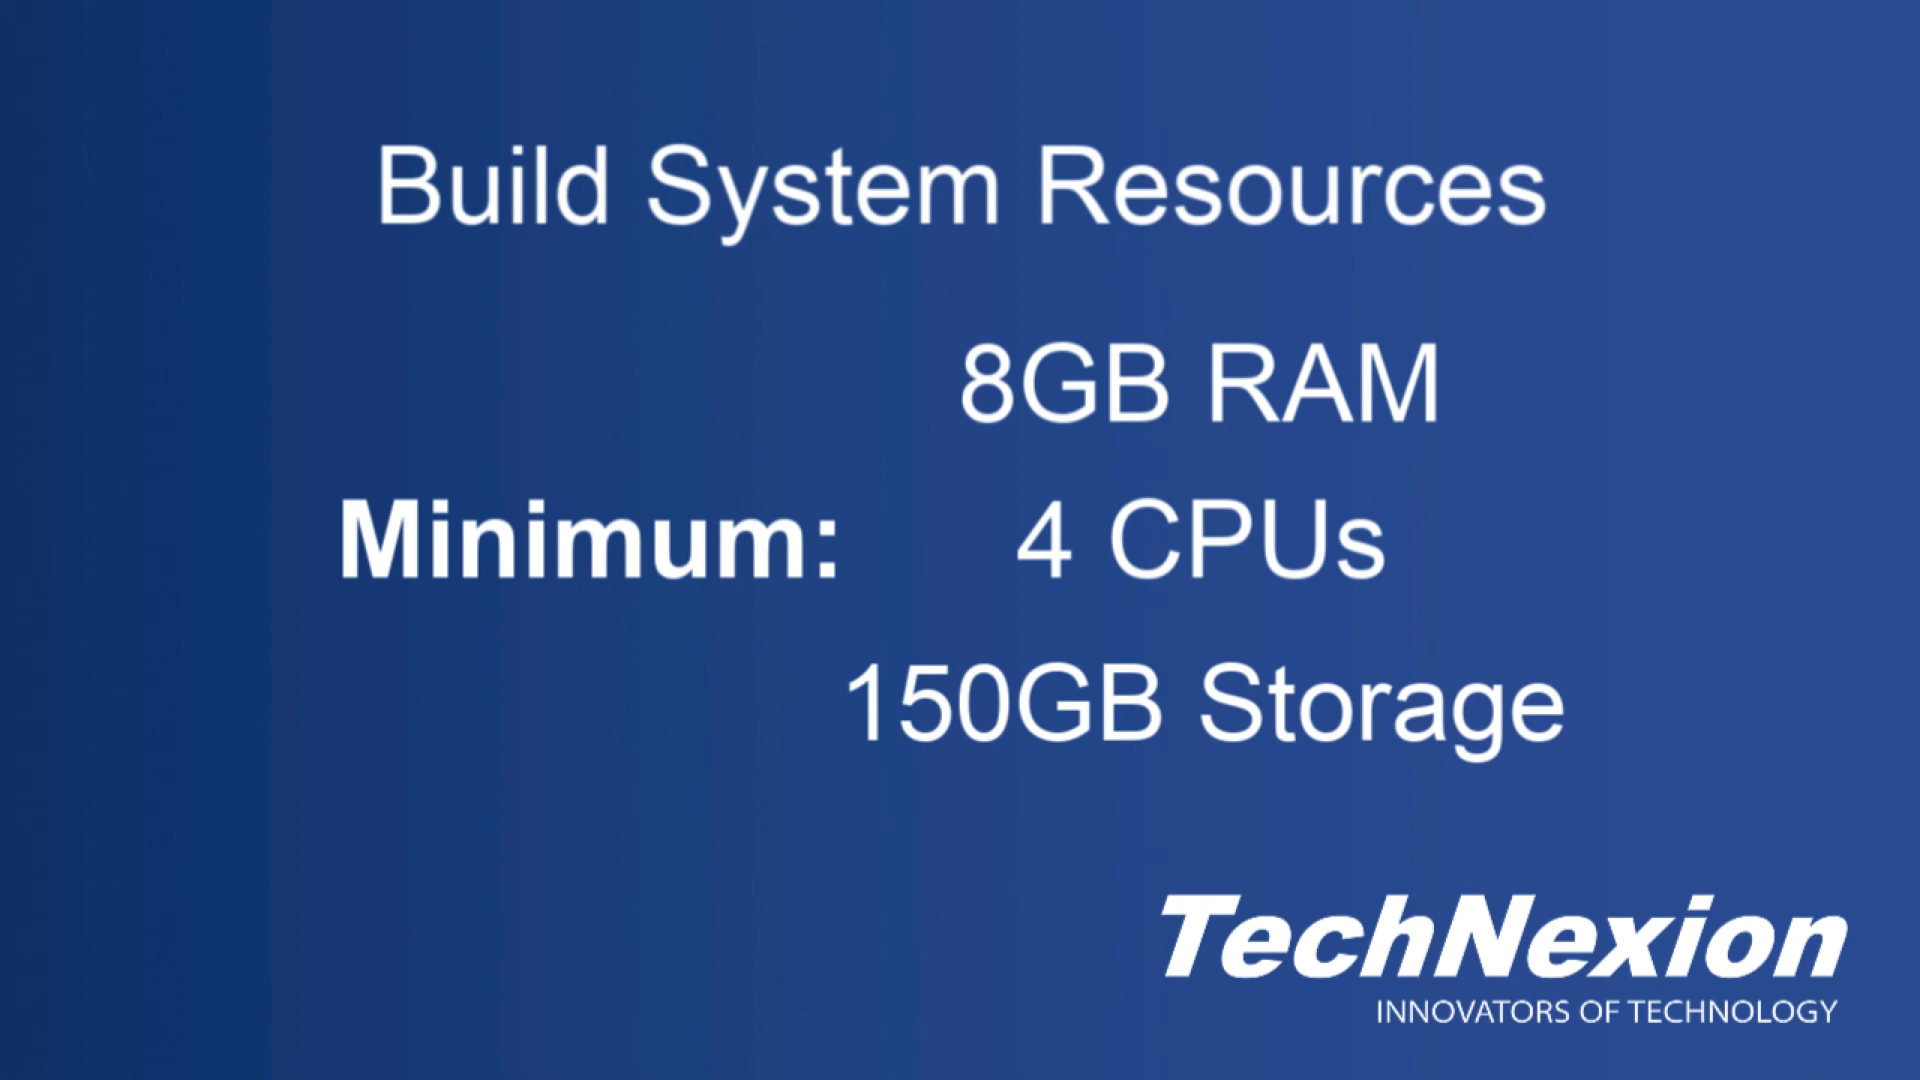 Build System Resources
8GB RAM
Minimum: 4 CPUs
150GB Storage
TechNexion
INNOVATORS OF TECHNOLOGY